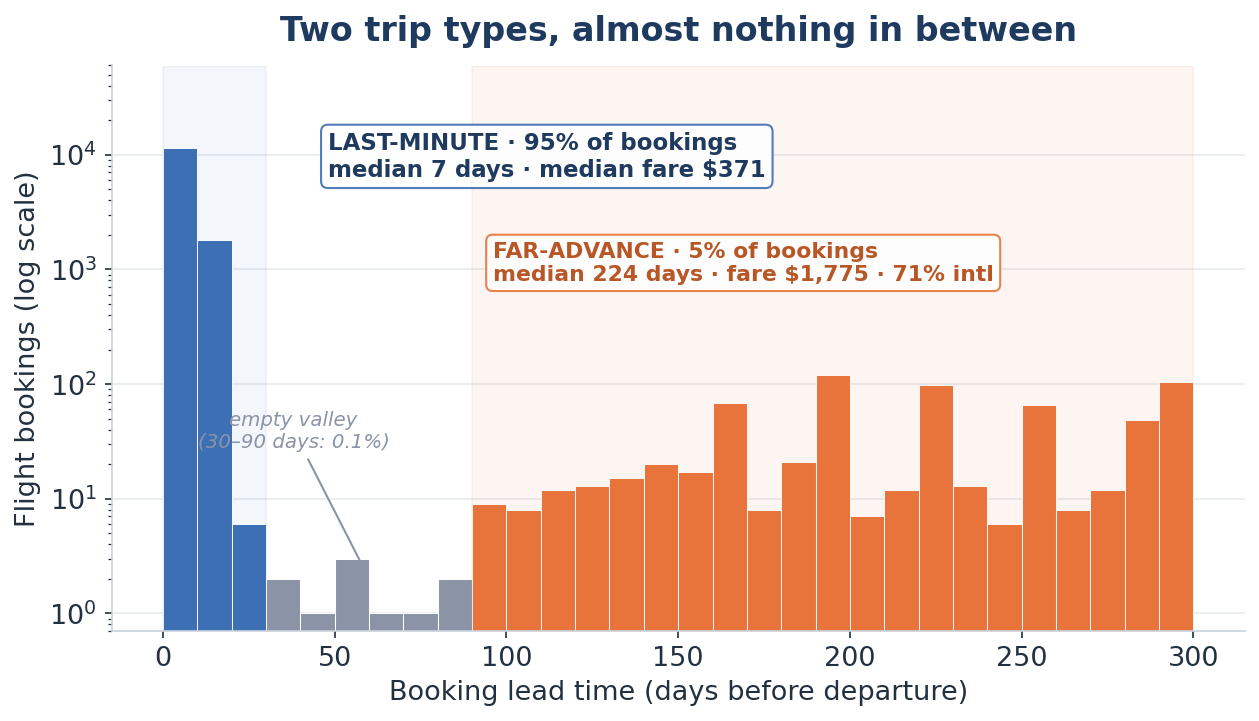 Two trip types, almost nothing in between
Flight bookings (log scale)
10⁴
10³
10²
10¹
10⁰
LAST-MINUTE · 95% of bookings
median 7 days · median fare $371
FAR-ADVANCE · 5% of bookings
median 224 days · fare $1,775 · 71% intl
empty valley
(30–90 days: 0.1%)
0 50 100 150 200 250 300
Booking lead time (days before departure)